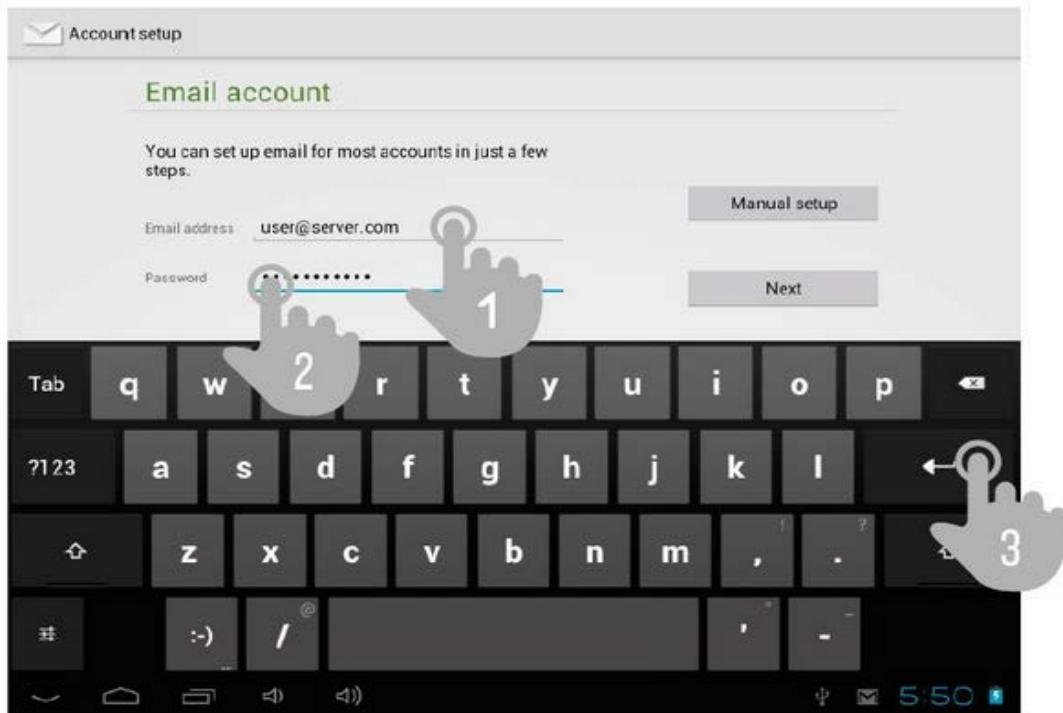 Account setup
Email account
You can set up email for most accounts in just a few
steps.
Manual setup
Email address user@server.com
Password •••••••••••
Next
1
2
Tab q w r t y u i o p
?123 a s d f g h j k l
3
z x c v b n m , ! . ?
:-) ... / @ ' " - _
5:50